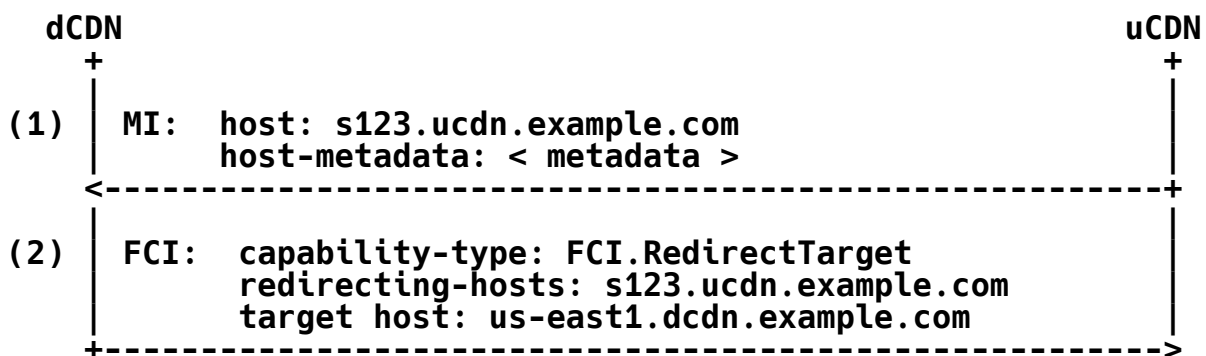 dCDN uCDN
+ +
(1) | MI: host: s123.ucdn.example.com |
| host-metadata: < metadata > |
<-------------------------------------------------------+
(2) | FCI: capability-type: FCI.RedirectTarget |
| redirecting-hosts: s123.ucdn.example.com |
| target host: us-east1.dcdn.example.com |
+------------------------------------------------------->